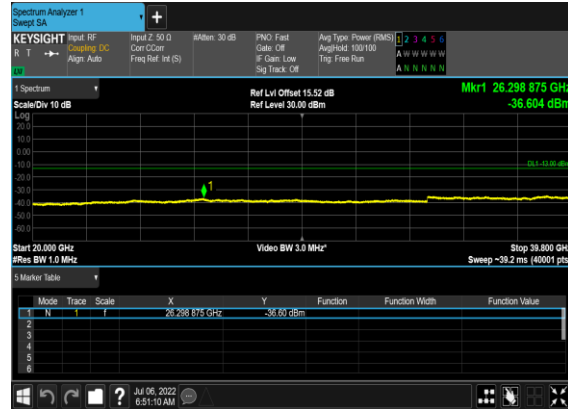 Spectrum Analyzer 1
Swept SA
+
KEYSIGHT Input: RF Input Z: 50 Ω #Atten: 30 dB PNO: Fast Avg Type: Power (RMS) 1 2 3 4 5 6
R T Coupling: DC Corr CCorr Gate: Off Avg|Hold: 100/100 A W W W W W
Align: Auto Freq Ref: Int (S) IF Gain: Low Trig: Free Run
Sig Track: Off A N N N N N
1 Spectrum Ref Lvl Offset 15.52 dB Mkr1 26.298 875 GHz
Scale/Div 10 dB Ref Level 30.00 dBm -36.604 dBm
Log
20.0
10.0
0.00
-10.0 DL1 -13.00 dBm
-20.0
1
-30.0
-40.0
-50.0
-60.0
Start 20.000 GHz Video BW 3.0 MHz* Stop 39.800 GHz
#Res BW 1.0 MHz Sweep ~39.2 ms (40001 pts)
5 Marker Table
Mode Trace Scale X Y Function Function Width Function Value
1 N 1 f 26.298 875 GHz -36.60 dBm
2
3
4
5
6
? Jul 06, 2022
6:51:10 AM